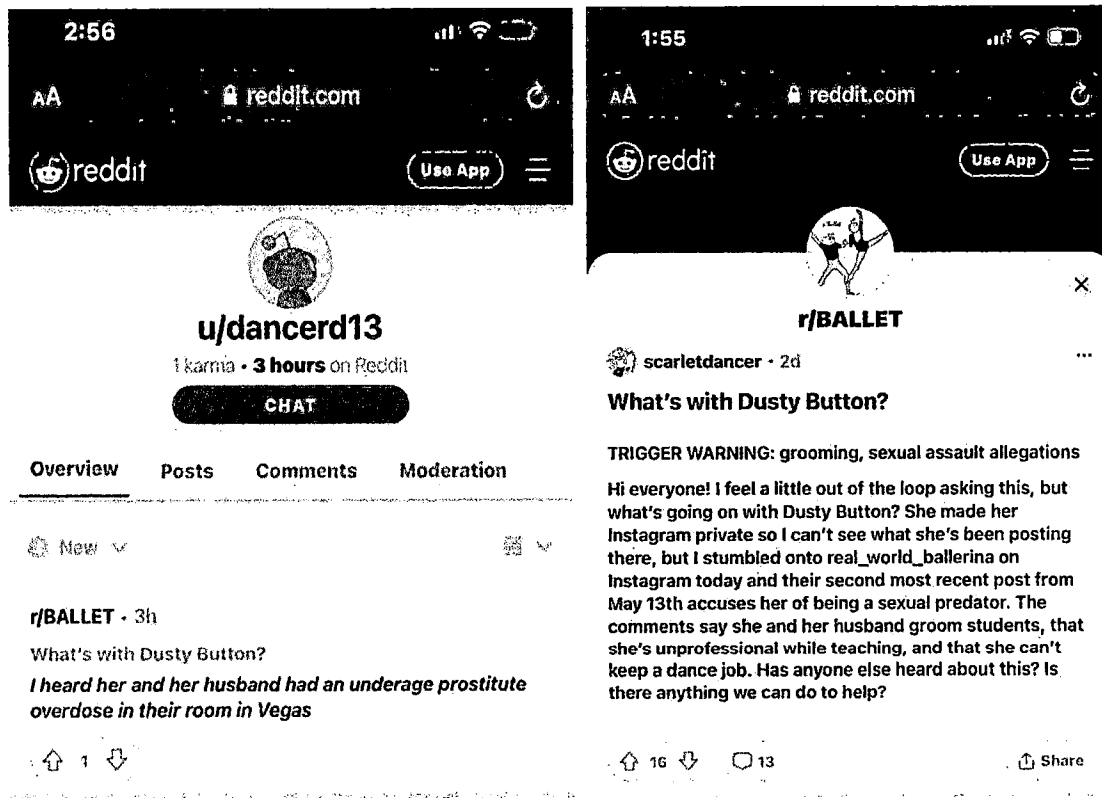 2:56
AA reddit.com
reddit
Use App
u/dancerd13
1 karma • 3 hours on Reddit
CHAT
Overview Posts Comments Moderation
New
r/BALLET • 3h
What's with Dusty Button?
I heard her and her husband had an underage prostitute
overdose in their room in Vegas
1
1:55
AA reddit.com
reddit
Use App
r/BALLET
scarletdancer • 2d
What's with Dusty Button?
TRIGGER WARNING: grooming, sexual assault allegations
Hi everyone! I feel a little out of the loop asking this, but
what's going on with Dusty Button? She made her
Instagram private so I can't see what she's been posting
there, but I stumbled onto real_world_ballerina on
Instagram today and their second most recent post from
May 13th accuses her of being a sexual predator. The
comments say she and her husband groom students, that
she's unprofessional while teaching, and that she can't
keep a dance job. Has anyone else heard about this? Is
there anything we can do to help?
16 13 Share